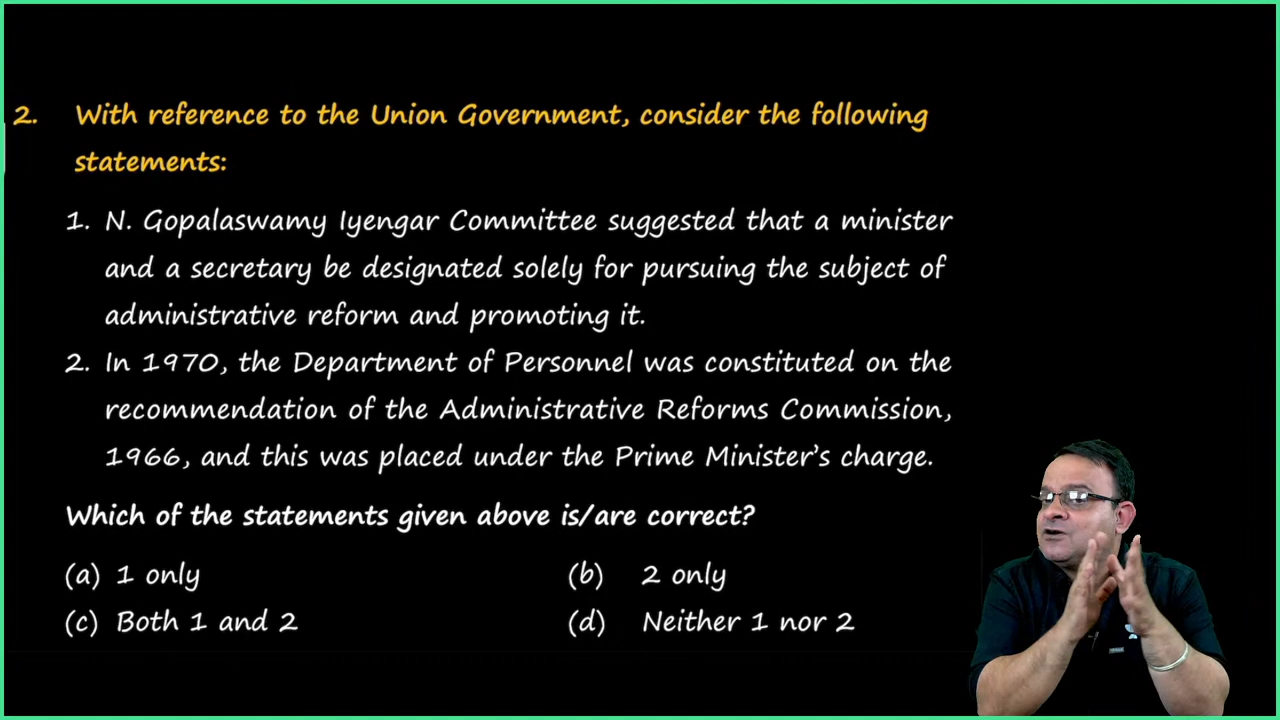 2. With reference to the Union Government, consider the following
statements:
1. N. Gopalaswamy Iyengar Committee suggested that a minister
and a secretary be designated solely for pursuing the subject of
administrative reform and promoting it.
2. In 1970, the Department of Personnel was constituted on the
recommendation of the Administrative Reforms Commission,
1966, and this was placed under the Prime Minister's charge.
Which of the statements given above is/are correct?
(a) 1 only (b) 2 only
(c) Both 1 and 2 (d) Neither 1 nor 2